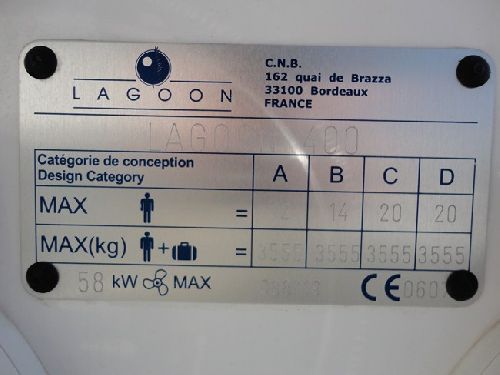 LAGOON
C.N.B.
162 quai de Brazza
33100 Bordeaux
FRANCE
LAGOON 400
Catégorie de conception
Design Category
A B C D
MAX = 14 20 20
MAX(kg) + = 3555 3555 3555 3555
58 kW MAX CE